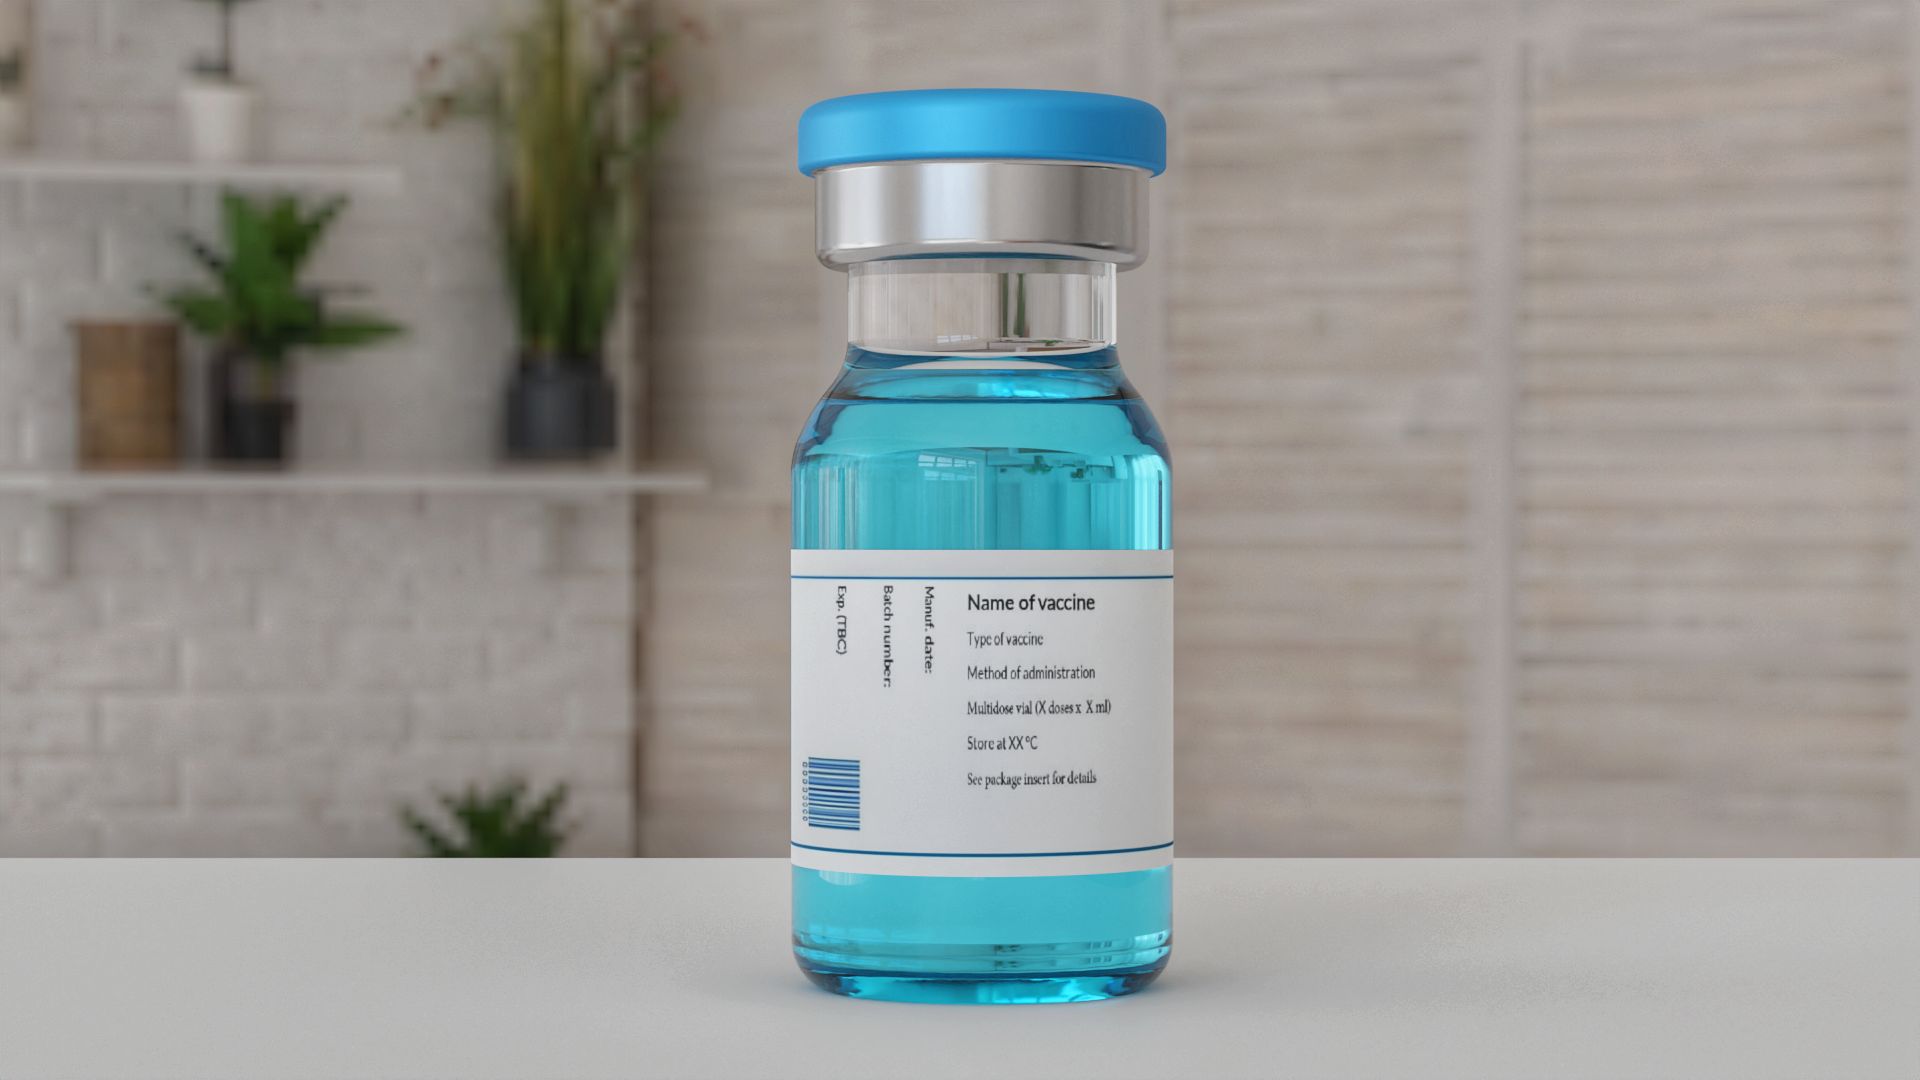 Name of vaccine
Type of vaccine
Method of administration
Multidose vial (X doses x X ml)
Store at XX °C
See package insert for details
Manuf. date:
Batch number:
Exp. (TBC)